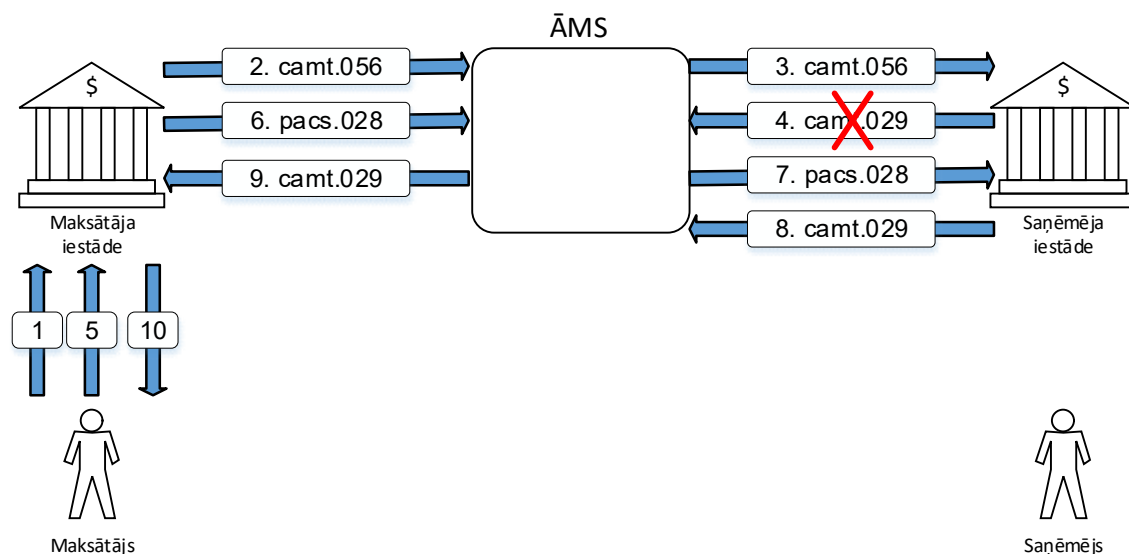 ĀMS
2. camt.056
3. camt.056
$
$
6. pacs.028
4. camt.029
9. camt.029
7. pacs.028
8. camt.029
Maksātāja
iestāde
Saņēmēja
iestāde
1
5
10
Maksātājs
Saņēmējs